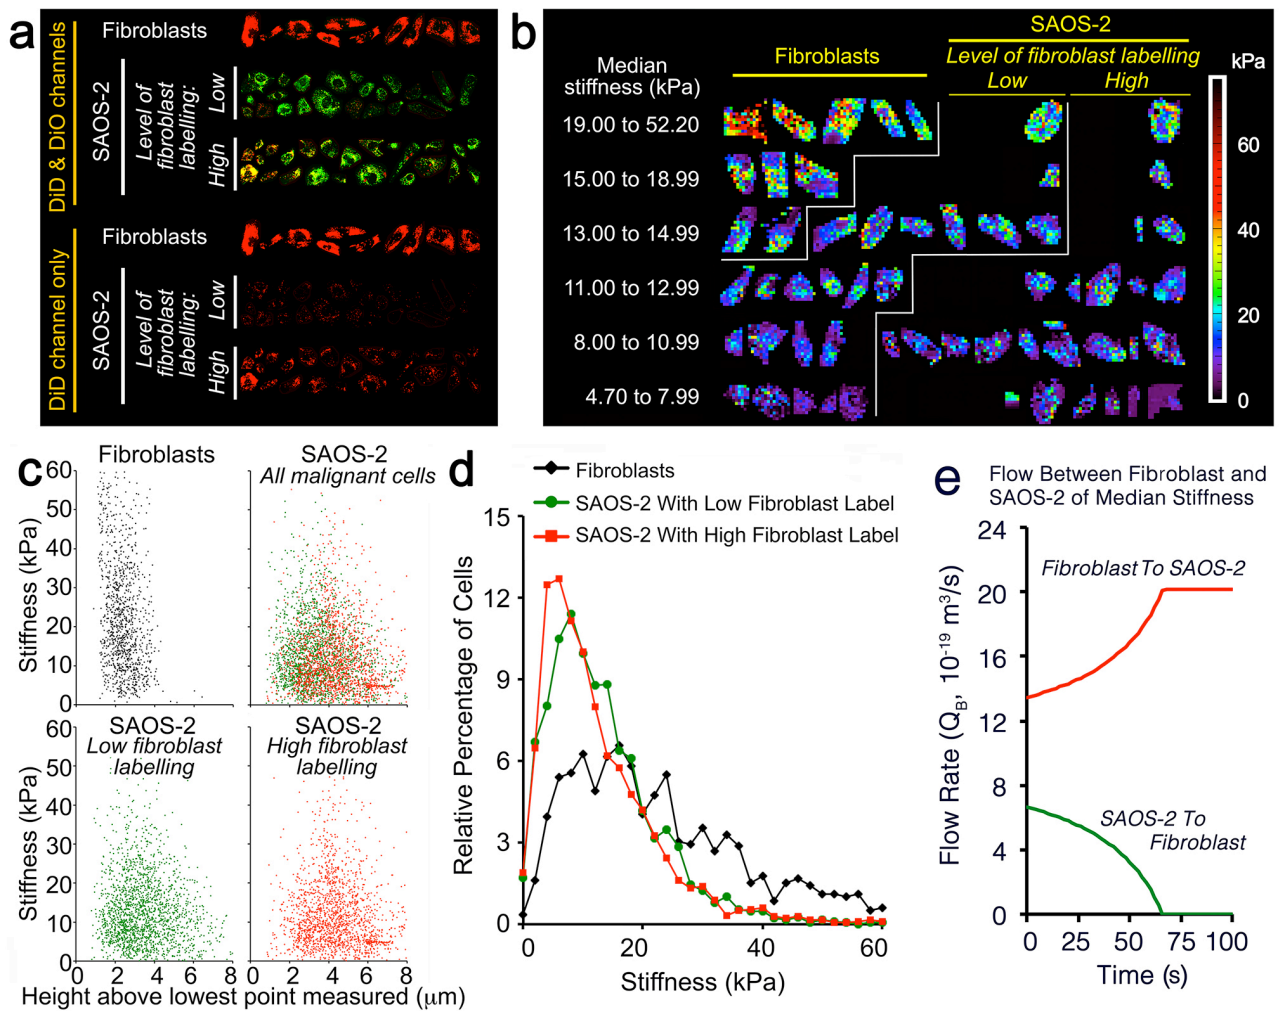 a
DiD & DiO channels
Fibroblasts
SAOS-2
Level of
fibroblast
labelling:
Low
High
DiD channel only
Fibroblasts
SAOS-2
Level of
fibroblast
labelling:
Low
High
b
SAOS-2
Fibroblasts
Level of fibroblast labelling
Low
High
kPa
Median
stiffness (kPa)
19.00 to 52.20
15.00 to 18.99
13.00 to 14.99
11.00 to 12.99
8.00 to 10.99
4.70 to 7.99
60
40
20
0
c
Fibroblasts
SAOS-2
All malignant cells
Stiffness (kPa)
60
50
40
30
20
10
0
SAOS-2
Low fibroblast
labelling
SAOS-2
High fibroblast
labelling
Stiffness (kPa)
60
50
40
30
20
10
0
0 2 4 6 8
0 2 4 6 8
Height above lowest point measured (μm)
d
Fibroblasts
SAOS-2 With Low Fibroblast Label
SAOS-2 With High Fibroblast Label
Relative Percentage of Cells
15
12
9
6
3
0
0 20 40 60
Stiffness (kPa)
e
Flow Between Fibroblast and
SAOS-2 of Median Stiffness
Flow Rate (QB, 10-19 m3/s)
24
20
16
12
8
4
0
Fibroblast To SAOS-2
SAOS-2 To
Fibroblast
0 25 50 75 100
Time (s)